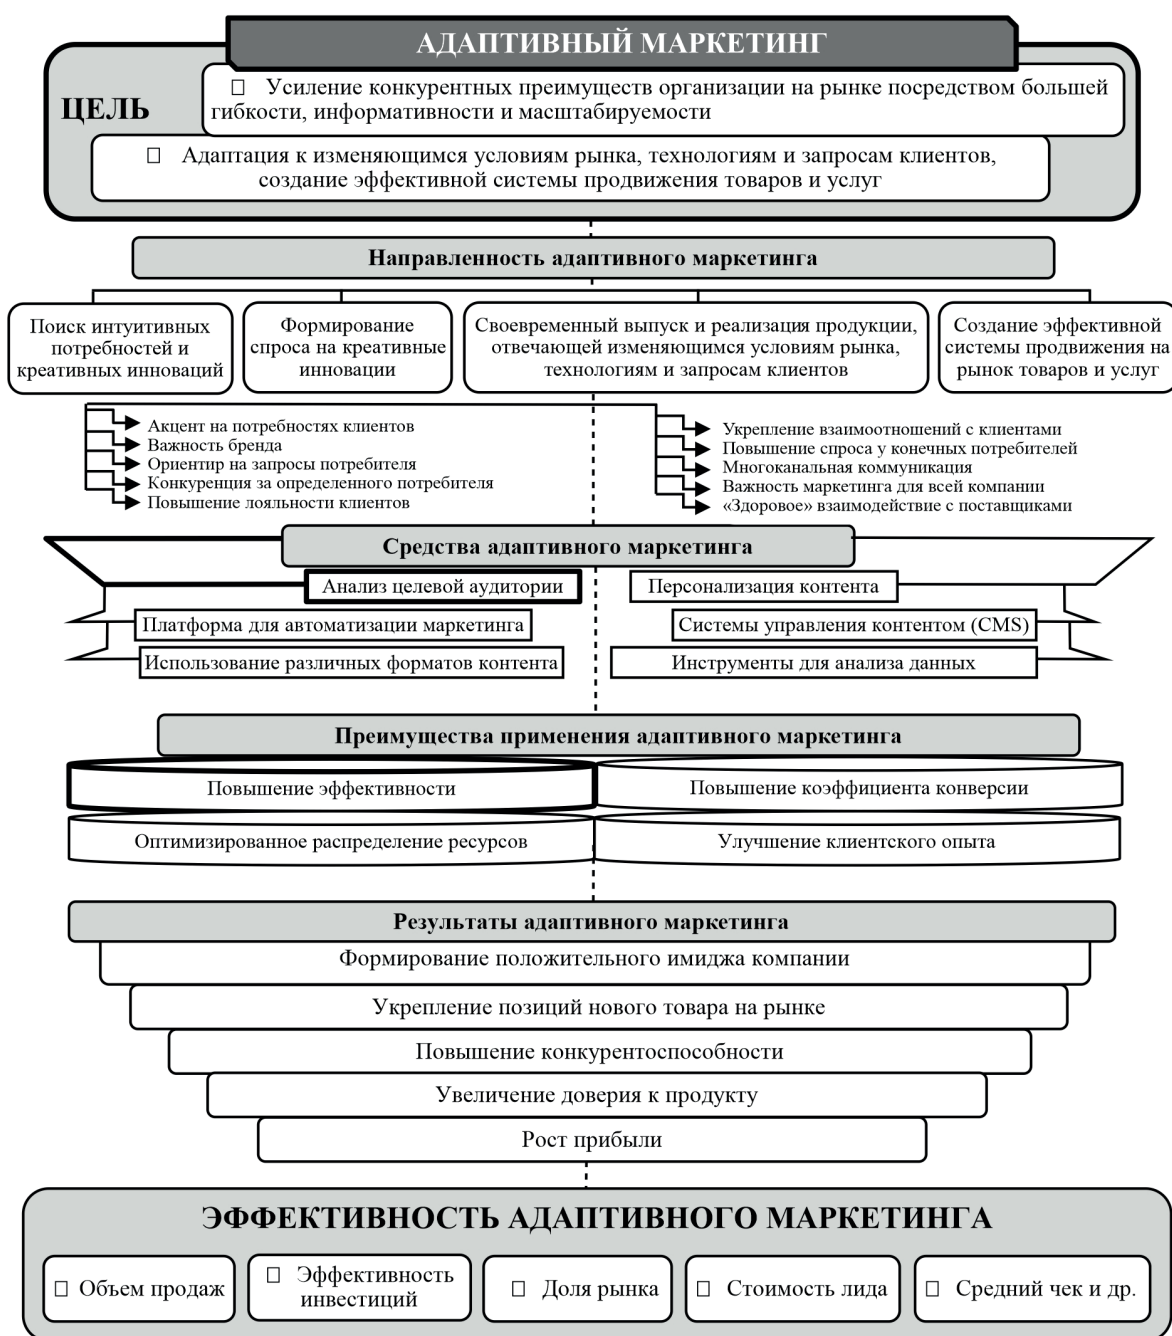 АДАПТИВНЫЙ МАРКЕТИНГ
ЦЕЛЬ
Усиление конкурентных преимуществ организации на рынке посредством большей
гибкости, информативности и масштабируемости
Адаптация к изменяющимся условиям рынка, технологиям и запросам клиентов,
создание эффективной системы продвижения товаров и услуг
Направленность адаптивного маркетинга
Поиск интуитивных
потребностей и
креативных инноваций
Формирование
спроса на креативные
инновации
Своевременный выпуск и реализация продукции,
отвечающей изменяющимся условиям рынка,
технологиям и запросам клиентов
Создание эффективной
системы продвижения на
рынок товаров и услуг
Акцент на потребностях клиентов
Важность бренда
Ориентир на запросы потребителя
Конкуренция за определенного потребителя
Повышение лояльности клиентов
Укрепление взаимоотношений с клиентами
Повышение спроса у конечных потребителей
Многоканальная коммуникация
Важность маркетинга для всей компании
«Здоровое» взаимодействие с поставщиками
Средства адаптивного маркетинга
Анализ целевой аудитории
Персонализация контента
Платформа для автоматизации маркетинга
Системы управления контентом (CMS)
Использование различных форматов контента
Инструменты для анализа данных
Преимущества применения адаптивного маркетинга
Повышение эффективности
Повышение коэффициента конверсии
Оптимизированное распределение ресурсов
Улучшение клиентского опыта
Результаты адаптивного маркетинга
Формирование положительного имиджа компании
Укрепление позиций нового товара на рынке
Повышение конкурентоспособности
Увеличение доверия к продукту
Рост прибыли
ЭФФЕКТИВНОСТЬ АДАПТИВНОГО МАРКЕТИНГА
Объем продаж
Эффективность
инвестиций
Доля рынка
Стоимость лида
Средний чек и др.